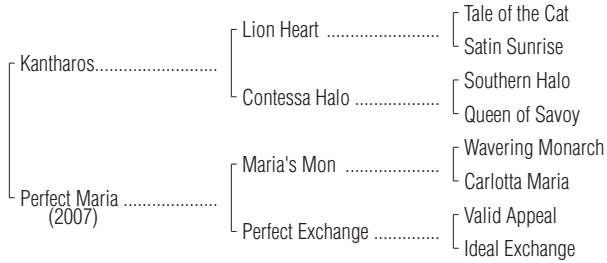 Tale of the Cat
Lion Heart ........................
Satin Sunrise
Kantharos..........................
Southern Halo
Contessa Halo ..................
Queen of Savoy
Wavering Monarch
Maria's Mon ....................
Carlotta Maria
Perfect Maria ....................
(2007)
Valid Appeal
Perfect Exchange ..............
Ideal Exchange